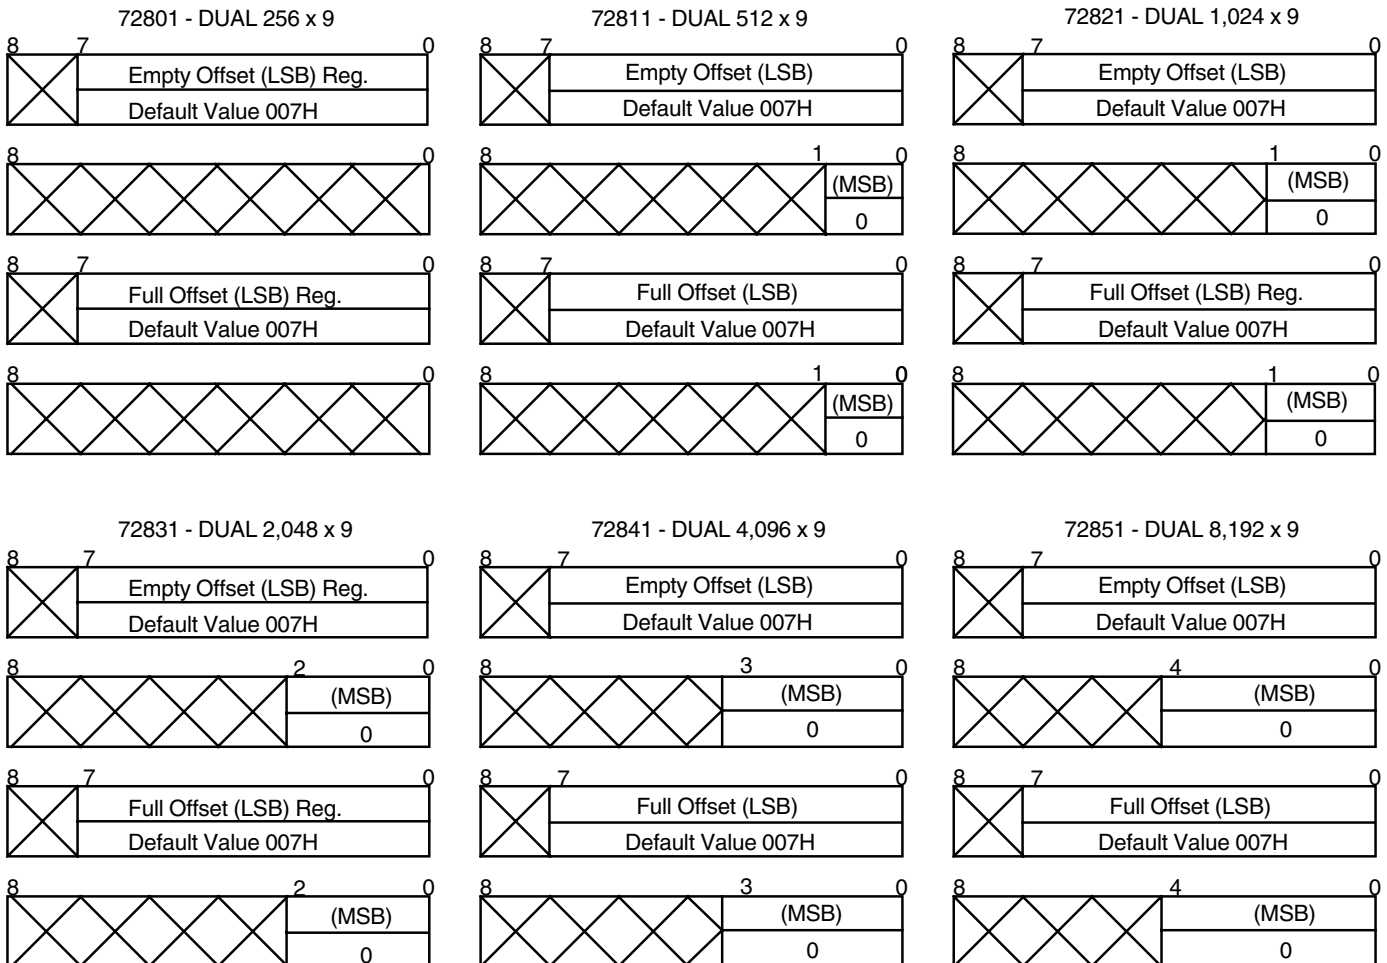 72801 - DUAL 256 x 9
8 7 0
Empty Offset (LSB) Reg.
Default Value 007H
8 0
8 7 0
Full Offset (LSB) Reg.
Default Value 007H
8 0
72811 - DUAL 512 x 9
8 7 0
Empty Offset (LSB)
Default Value 007H
8 1 0
(MSB)
0
8 7 0
Full Offset (LSB)
Default Value 007H
8 1 0
(MSB)
0
72821 - DUAL 1,024 x 9
8 7 0
Empty Offset (LSB)
Default Value 007H
8 1 0
(MSB)
0
8 7 0
Full Offset (LSB) Reg.
Default Value 007H
8 1 0
(MSB)
0
72831 - DUAL 2,048 x 9
8 7 0
Empty Offset (LSB) Reg.
Default Value 007H
8 2 0
(MSB)
0
8 7 0
Full Offset (LSB) Reg.
Default Value 007H
8 2 0
(MSB)
0
72841 - DUAL 4,096 x 9
8 7 0
Empty Offset (LSB)
Default Value 007H
8 3 0
(MSB)
0
8 7 0
Full Offset (LSB)
Default Value 007H
8 3 0
(MSB)
0
72851 - DUAL 8,192 x 9
8 7 0
Empty Offset (LSB)
Default Value 007H
8 4 0
(MSB)
0
8 7 0
Full Offset (LSB)
Default Value 007H
8 4 0
(MSB)
0